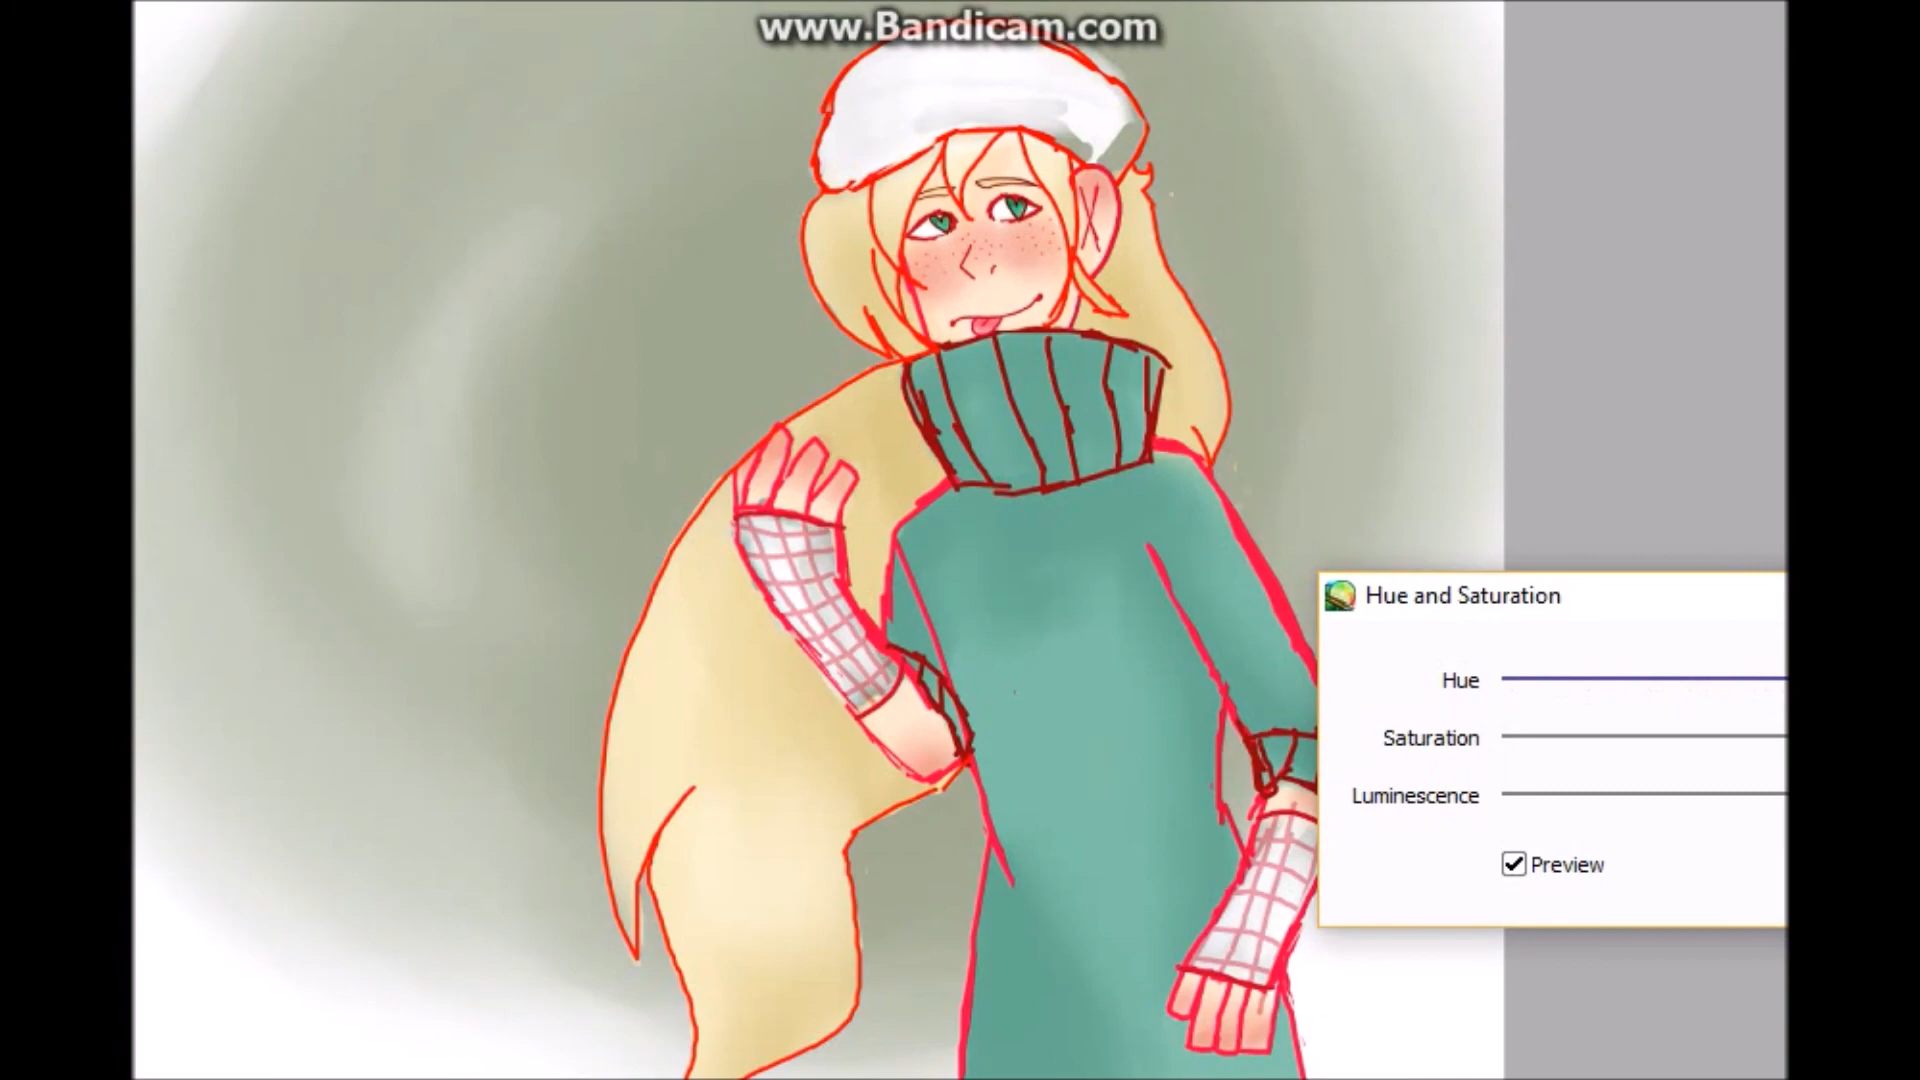 www.Bandicam.com
Hue and Saturation
Hue
Saturation
Luminescence
Preview